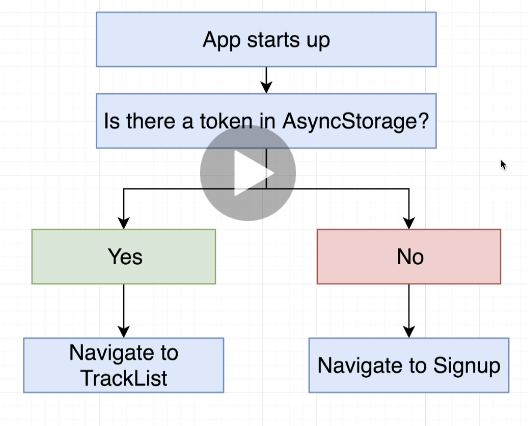 App starts up
Is there a token in AsyncStorage?
Yes
No
Navigate to
TrackList
Navigate to Signup